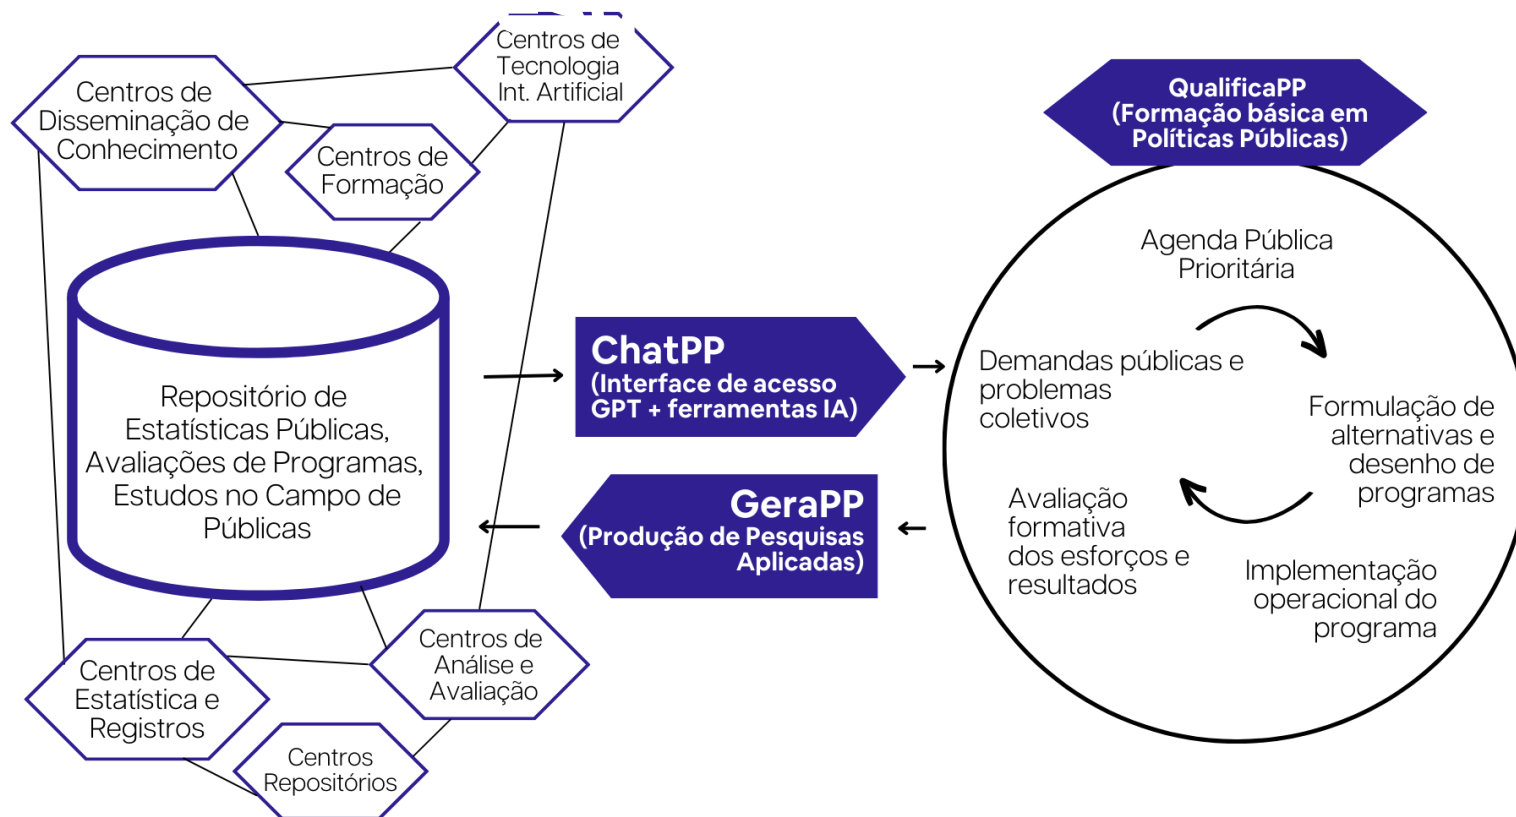 Centros de
Tecnologia
Int. Artificial
Centros de
Disseminação de
Conhecimento
Centros de
Formação
Repositório de
Estatísticas Públicas,
Avaliações de Programas,
Estudos no Campo de
Públicas
Centros de
Estatística e
Registros
Centros de
Análise e
Avaliação
Centros
Repositórios
ChatPP
(Interface de acesso
GPT + ferramentas IA)
GeraPP
(Produção de Pesquisas
Aplicadas)
QualificaPP
(Formação básica em
Políticas Públicas)
Agenda Pública
Prioritária
Demandas públicas e
problemas
coletivos
Formulação de
alternativas e
desenho de
programas
Avaliação
formativa
dos esforços e
resultados
Implementação
operacional do
programa